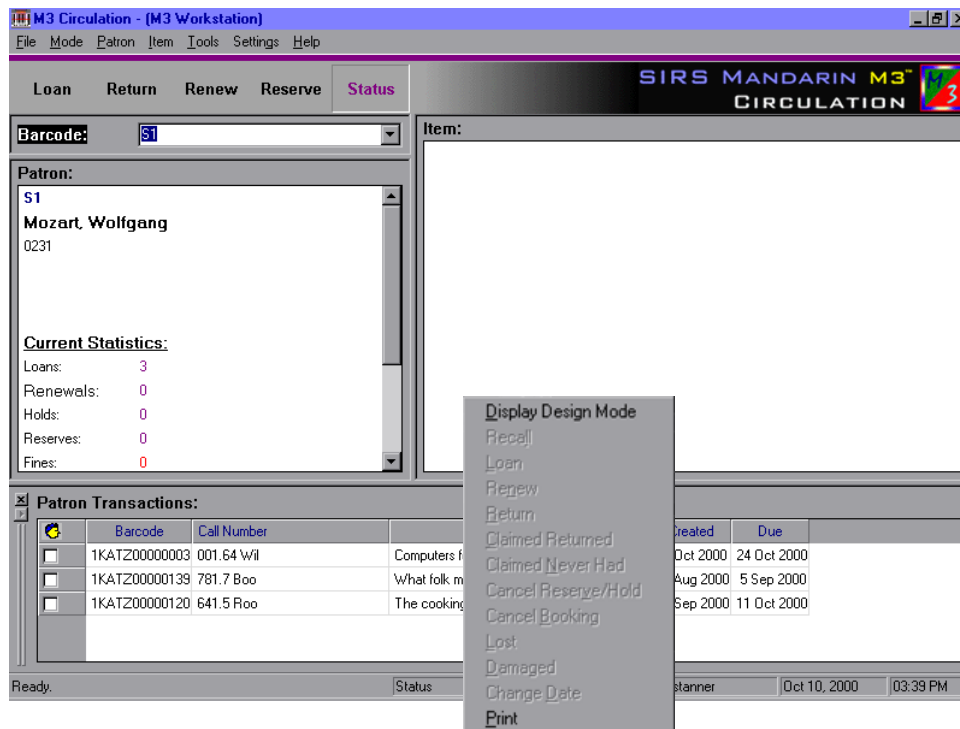 M3 Circulation - (M3 Workstation)
File Mode Patron Item Tools Settings Help
Loan Return Renew Reserve Status
SIRS MANDARIN M3™
CIRCULATION
M3
Barcode: S1
Item:
Patron:
S1
Mozart, Wolfgang
0231
Current Statistics:
Loans: 3
Renewals: 0
Holds: 0
Reserves: 0
Fines: 0
Display Design Mode
Recall
Loan
Renew
Return
Claimed Returned
Claimed Never Had
Cancel Reserve/Hold
Cancel Booking
Lost
Damaged
Change Date
Print
Patron Transactions:
Barcode Call Number Created Due
1KATZ00000003 001.64 Wil Computers Oct 2000 24 Oct 2000
1KATZ00000139 781.7 Boo What folk Aug 2000 5 Sep 2000
1KATZ00000120 641.5 Roo The cooking Sep 2000 11 Oct 2000
Ready. Status stanner Oct 10, 2000 03:39 PM